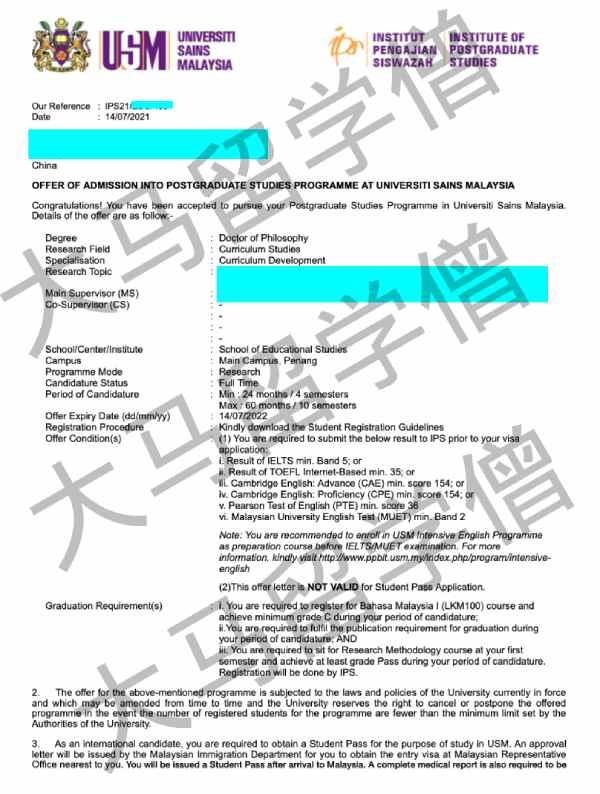 USM
UNIVERSITI
SAINS
MALAYSIA
ips
INSTITUT
PENGAJIAN
SISWAZAH
INSTITUTE OF
POSTGRADUATE
STUDIES
Our Reference : IPS21/
Date : 14/07/2021
China
OFFER OF ADMISSION INTO POSTGRADUATE STUDIES PROGRAMME AT UNIVERSITI SAINS MALAYSIA
Congratulations! You have been accepted to pursue your Postgraduate Studies Programme in Universiti Sains Malaysia.
Details of the offer are as follow:-
Degree : Doctor of Philosophy
Research Field : Curriculum Studies
Specialisation : Curriculum Development
Research Topic :
Main Supervisor (MS) :
Co-Supervisor (CS) : -
: -
: -
: -
School/Center/Institute : School of Educational Studies
Campus : Main Campus, Penang
Programme Mode : Research
Candidature Status : Full Time
Period of Candidature : Min : 24 months / 4 semesters
Max : 60 months / 10 semesters
Offer Expiry Date (dd/mm/yy) : 14/07/2022
Registration Procedure : Kindly download the Student Registration Guidelines
Offer Condition(s) : (1) You are required to submit the below result to IPS prior to your visa
application;
i. Result of IELTS min. Band 5; or
ii. Result of TOEFL Internet-Based min. 35; or
iii. Cambridge English: Advance (CAE) min. score 154; or
iv. Cambridge English: Proficiency (CPE) min. score 154; or
v. Pearson Test of English (PTE) min. score 36
vi. Malaysian University English Test (MUET) min. Band 2
Note: You are recommended to enroll in USM Intensive English Programme
as preparation course before IELTS/MUET examination. For more
information, kindly visit http://www.ppblt.usm.my/index.php/program/intensive-
english
(2)This offer letter is NOT VALID for Student Pass Application.
Graduation Requirement(s) : i. You are required to register for Bahasa Malaysia I (LKM100) course and
achieve minimum grade C during your period of candidature;
ii.You are required to fulfil the publication requirement for graduation during
your period of candidature; AND
iii. You are required to sit for Research Methodology course at your first
semester and achieve at least grade Pass during your period of candidature.
Registration will be done by IPS.
2. The offer for the above-mentioned programme is subjected to the laws and policies of the University currently in force
and which may be amended from time to time and the University reserves the right to cancel or postpone the offered
programme in the event the number of registered students for the programme are fewer than the minimum limit set by the
Authorities of the University.
3. As an international candidate, you are required to obtain a Student Pass for the purpose of study in USM. An approval
letter will be issued by the Malaysian Immigration Department for you to obtain the entry visa at Malaysian Representative
Office nearest to you. You will be issued a Student Pass after arrival to Malaysia. A complete medical report is also required to be
大马留学僧
大马留学僧
大马留学僧